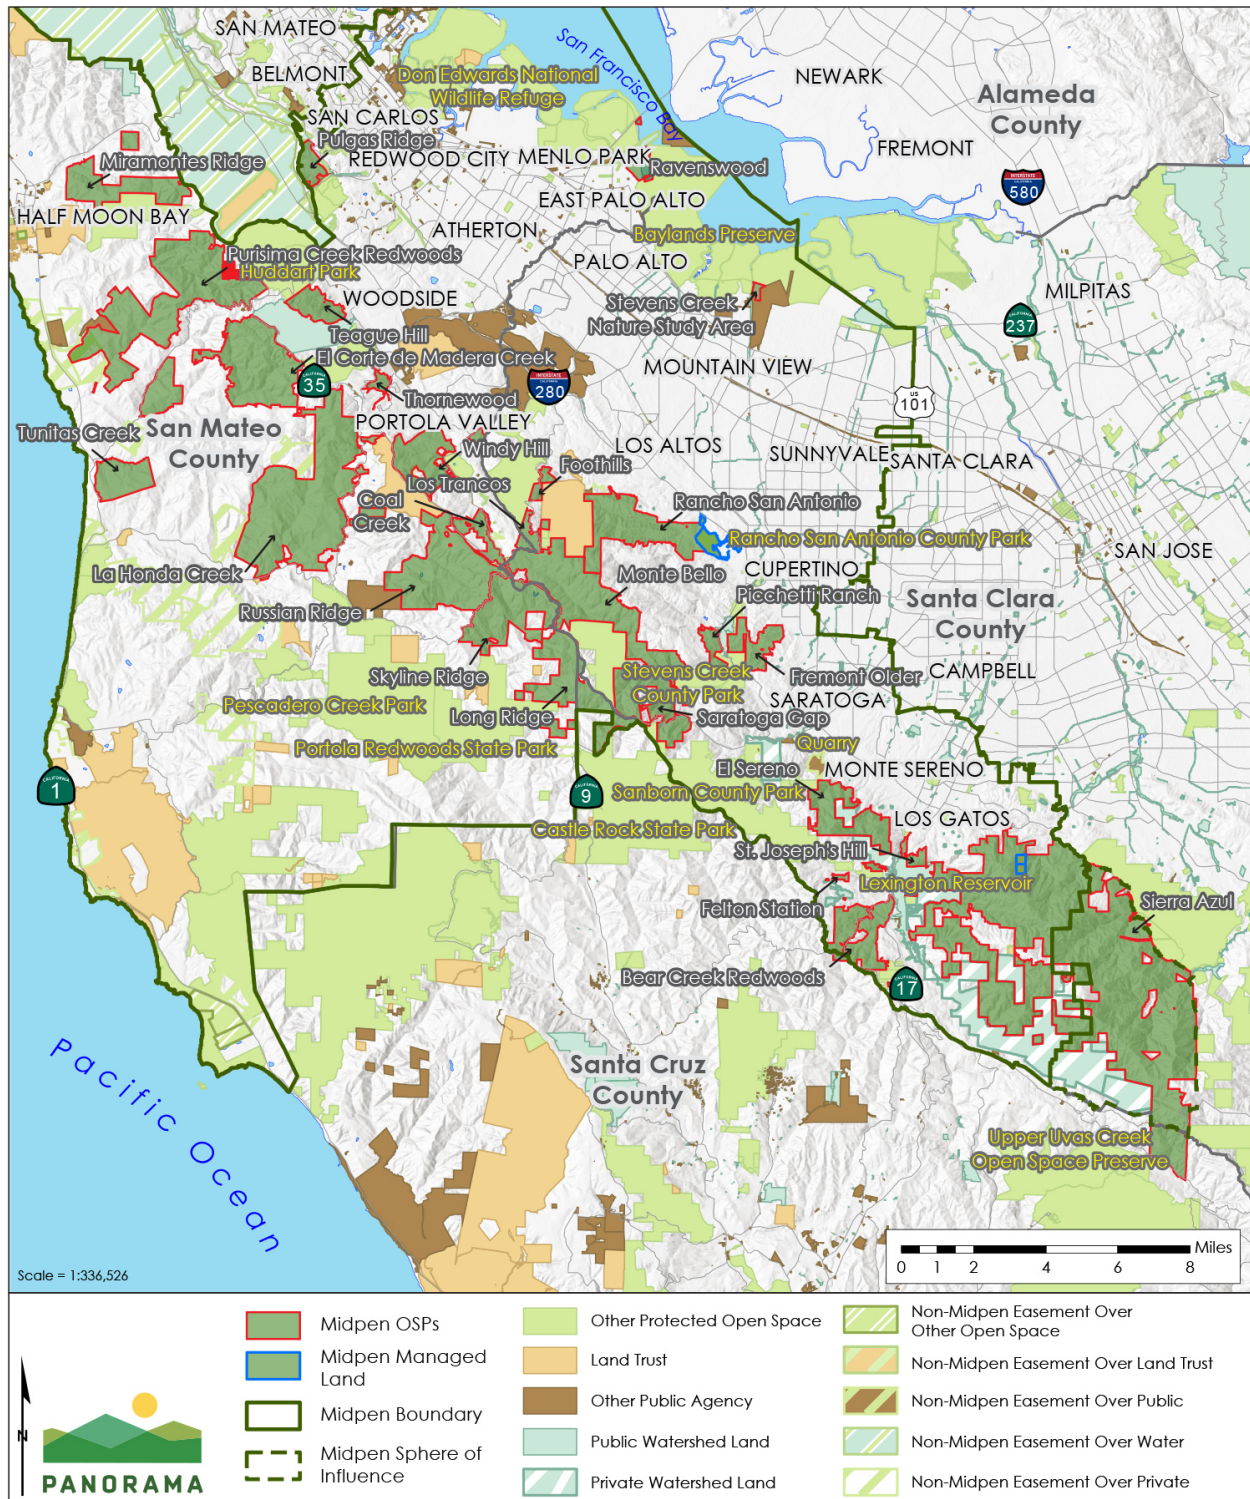 SAN MATEO
BELMONT
San Francisco Bay
Don Edwards National
Wildlife Refuge
NEWARK
Alameda
County
SAN CARLOS
Pulgas Ridge
REDWOOD CITY
MENLO PARK
FREMONT
Miramontes Ridge
Ravenswood
INTERSTATE
CALIFORNIA
580
EAST PALO ALTO
HALF MOON BAY
ATHERTON
Baylands Preserve
Purisima Creek Redwoods
Huddart Park
PALO ALTO
WOODSIDE
Stevens Creek
Nature Study Area
MILPITAS
CALIFORNIA
237
Teague Hill
El Corte de Madera Creek
CALIFORNIA
35
MOUNTAIN VIEW
INTERSTATE
CALIFORNIA
280
Thornewood
US
101
Tunitas Creek
San Mateo
County
PORTOLA VALLEY
Windy Hill
LOS ALTOS
SUNNYVALE
SANTA CLARA
Foothills
Los Trancos
Coal
Creek
Rancho San Antonio
Rancho San Antonio County Park
SAN JOSE
La Honda Creek
CUPERTINO
Monte Bello
Picchetti Ranch
Santa Clara
County
Russian Ridge
Skyline Ridge
Stevens Creek
County Park
Fremont Older
CAMPBELL
SARATOGA
Pescadero Creek Park
Long Ridge
Saratoga Gap
Portola Redwoods State Park
Quarry
El Sereno
MONTE SERENO
CALIFORNIA
1
CALIFORNIA
9
Sanborn County Park
LOS GATOS
Castle Rock State Park
St. Joseph's Hill
Lexington Reservoir
Felton Station
Sierra Azul
Bear Creek Redwoods
CALIFORNIA
17
Pacific Ocean
Santa Cruz
County
Upper Uvas Creek
Open Space Preserve
Miles
0 1 2 4 6 8
Scale = 1:336,526
N
PANORAMA
Midpen OSPs
Midpen Managed
Land
Midpen Boundary
Midpen Sphere of
Influence
Other Protected Open Space
Land Trust
Other Public Agency
Public Watershed Land
Private Watershed Land
Non-Midpen Easement Over
Other Open Space
Non-Midpen Easement Over Land Trust
Non-Midpen Easement Over Public
Non-Midpen Easement Over Water
Non-Midpen Easement Over Private